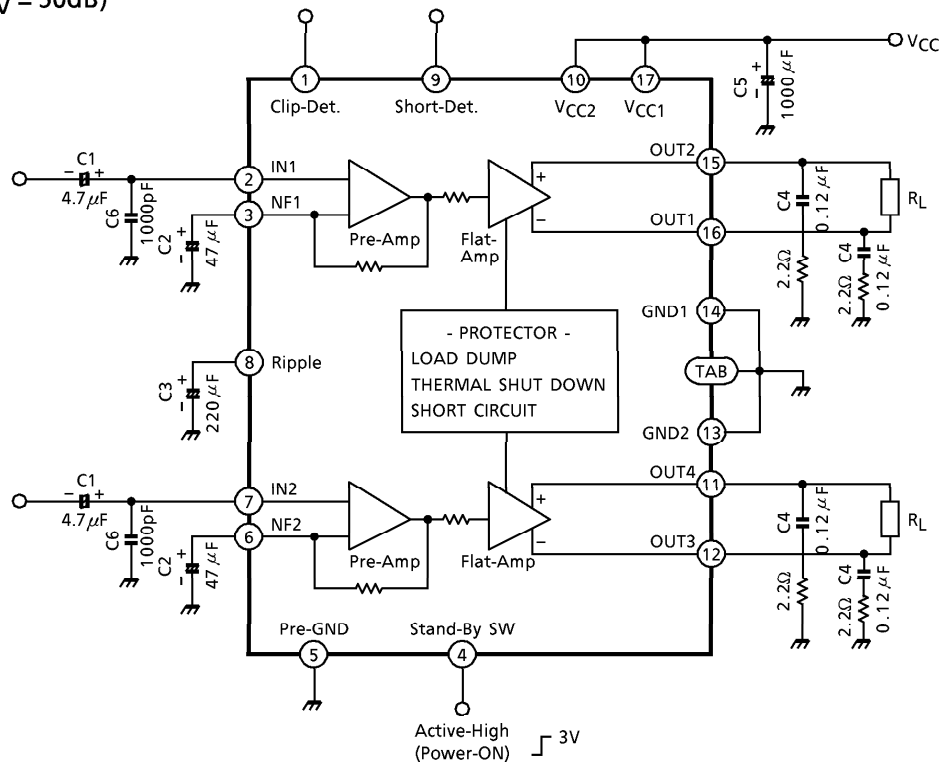 V = 50dB)
VCC
1
9
10
17
Clip-Det.
Short-Det.
VCC2
VCC1
C5
+
-
1000µF
C1
- +
4.7µF
C6
1000pF
2
IN1
3
NF1
C2
+
-
47µF
Pre-Amp
Flat-
Amp
+
-
OUT2
15
OUT1
16
C4
0.12µF
2.2Ω
C4
0.12µF
2.2Ω
RL
- PROTECTOR -
LOAD DUMP
THERMAL SHUT DOWN
SHORT CIRCUIT
GND1
14
TAB
GND2
13
8
Ripple
C3
+
-
220µF
C1
- +
4.7µF
C6
1000pF
7
IN2
6
NF2
C2
+
-
47µF
Pre-Amp
Flat-Amp
+
-
OUT4
11
OUT3
12
C4
0.12µF
2.2Ω
C4
0.12µF
2.2Ω
RL
Pre-GND
5
Stand-By SW
4
Active-High
(Power-ON)
3V